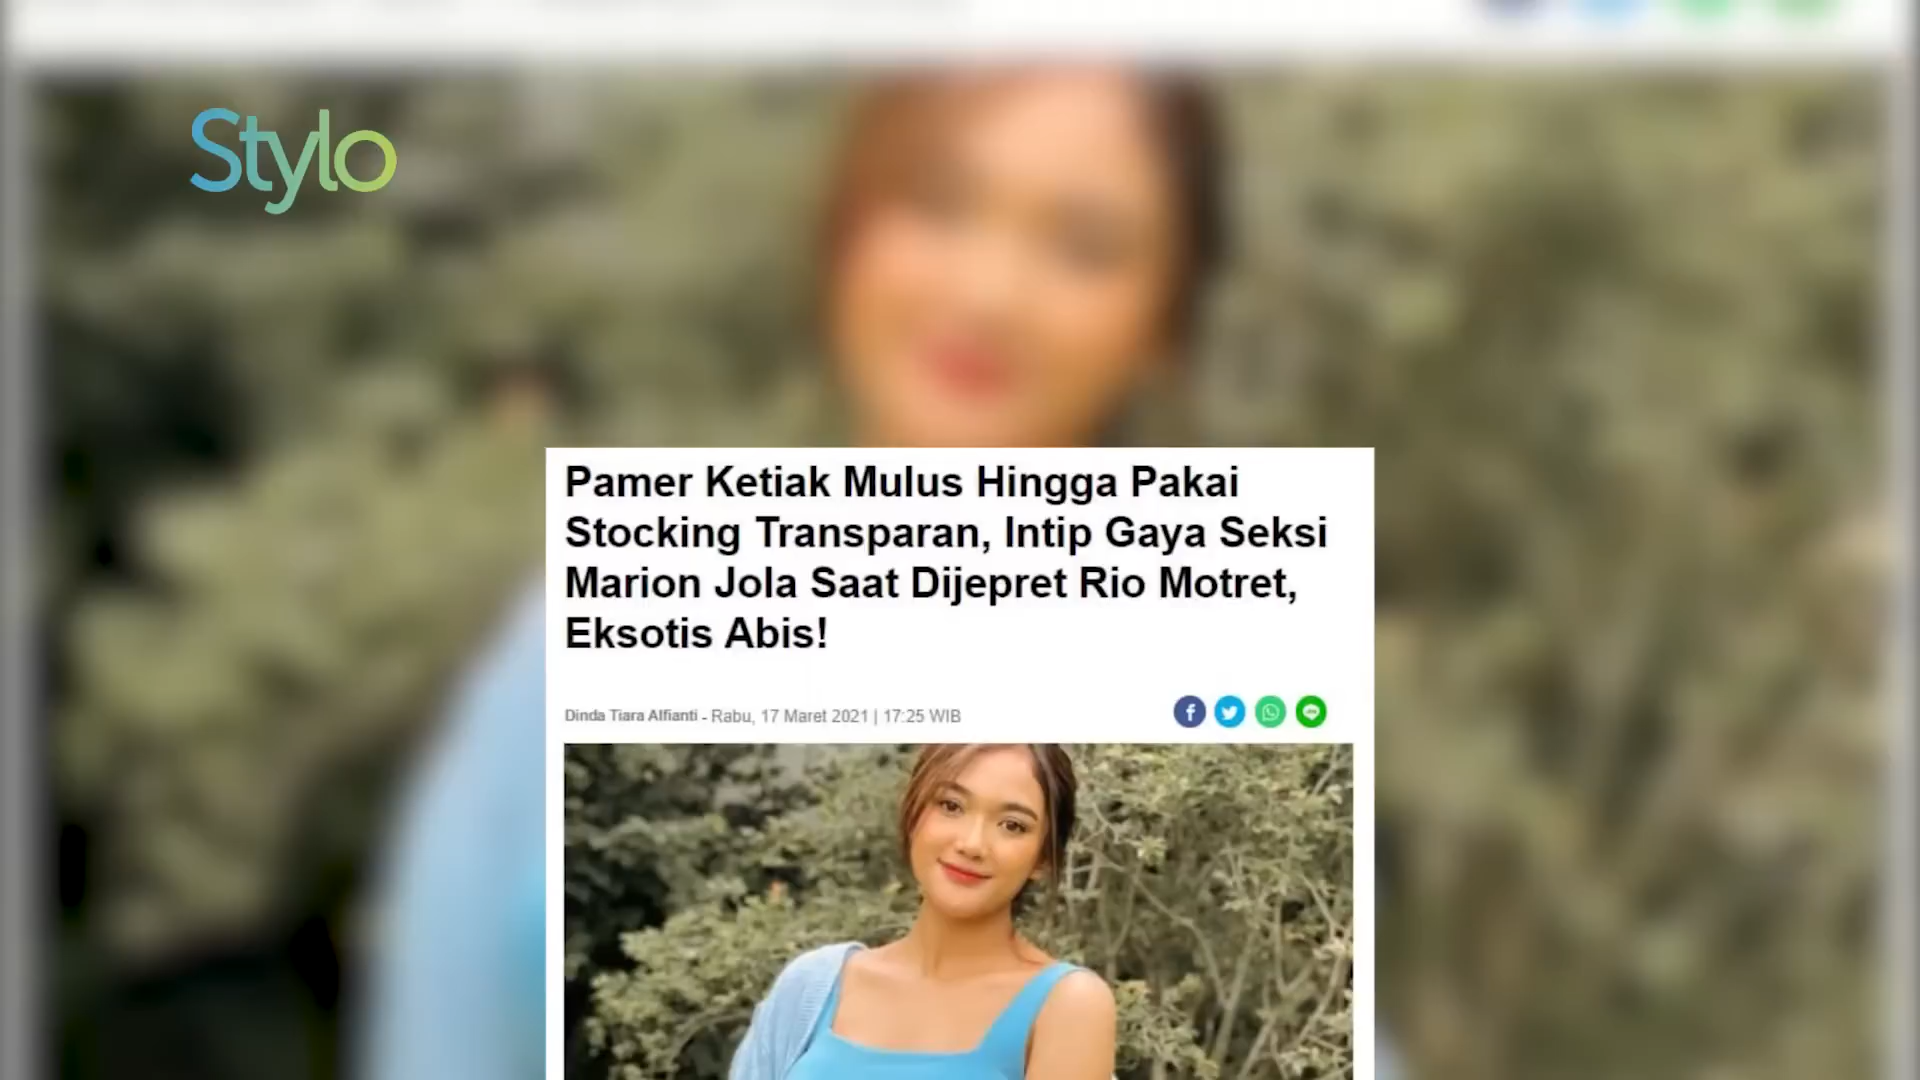 Stylo
Pamer Ketiak Mulus Hingga Pakai
Stocking Transparan, Intip Gaya Seksi
Marion Jola Saat Dijepret Rio Motret,
Eksotis Abis!
Dinda Tiara Alfianti - Rabu, 17 Maret 2021 | 17:25 WIB